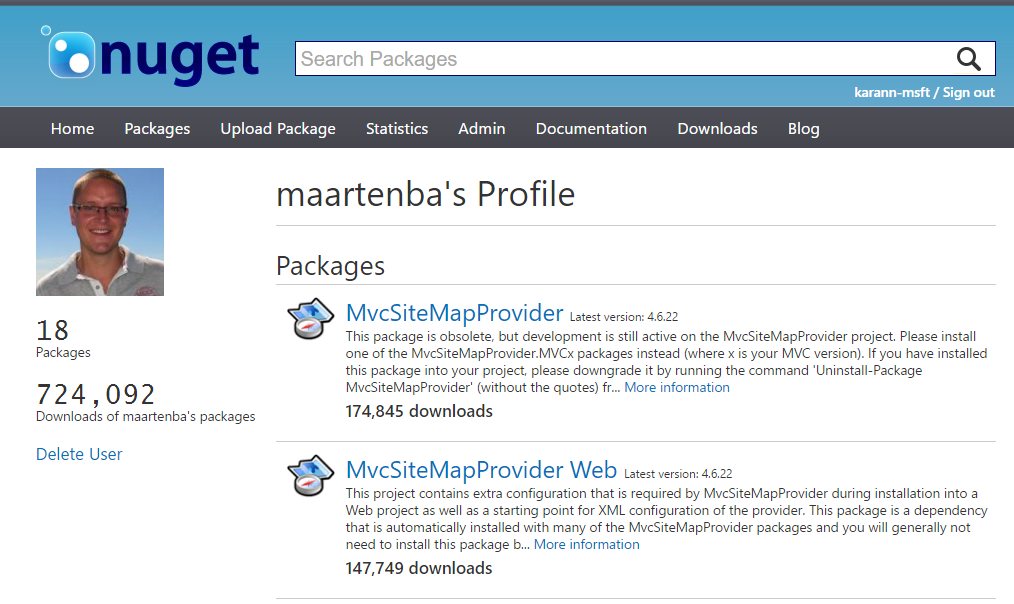 nuget
Search Packages
karann-msft / Sign out
Home Packages Upload Package Statistics Admin Documentation Downloads Blog
maartenba's Profile
18
Packages
724,092
Downloads of maartenba's packages
Delete User
Packages
MvcSiteMapProvider Latest version: 4.6.22
This package is obsolete, but development is still active on the MvcSiteMapProvider project. Please install
one of the MvcSiteMapProvider.MVCx packages instead (where x is your MVC version). If you have installed
this package into your project, please downgrade it by running the command 'Uninstall-Package
MvcSiteMapProvider' (without the quotes) fr... More information
174,845 downloads
MvcSiteMapProvider Web Latest version: 4.6.22
This project contains extra configuration that is required by MvcSiteMapProvider during installation into a
Web project as well as a starting point for XML configuration of the provider. This package is a dependency
that is automatically installed with many of the MvcSiteMapProvider packages and you will generally not
need to install this package b... More information
147,749 downloads